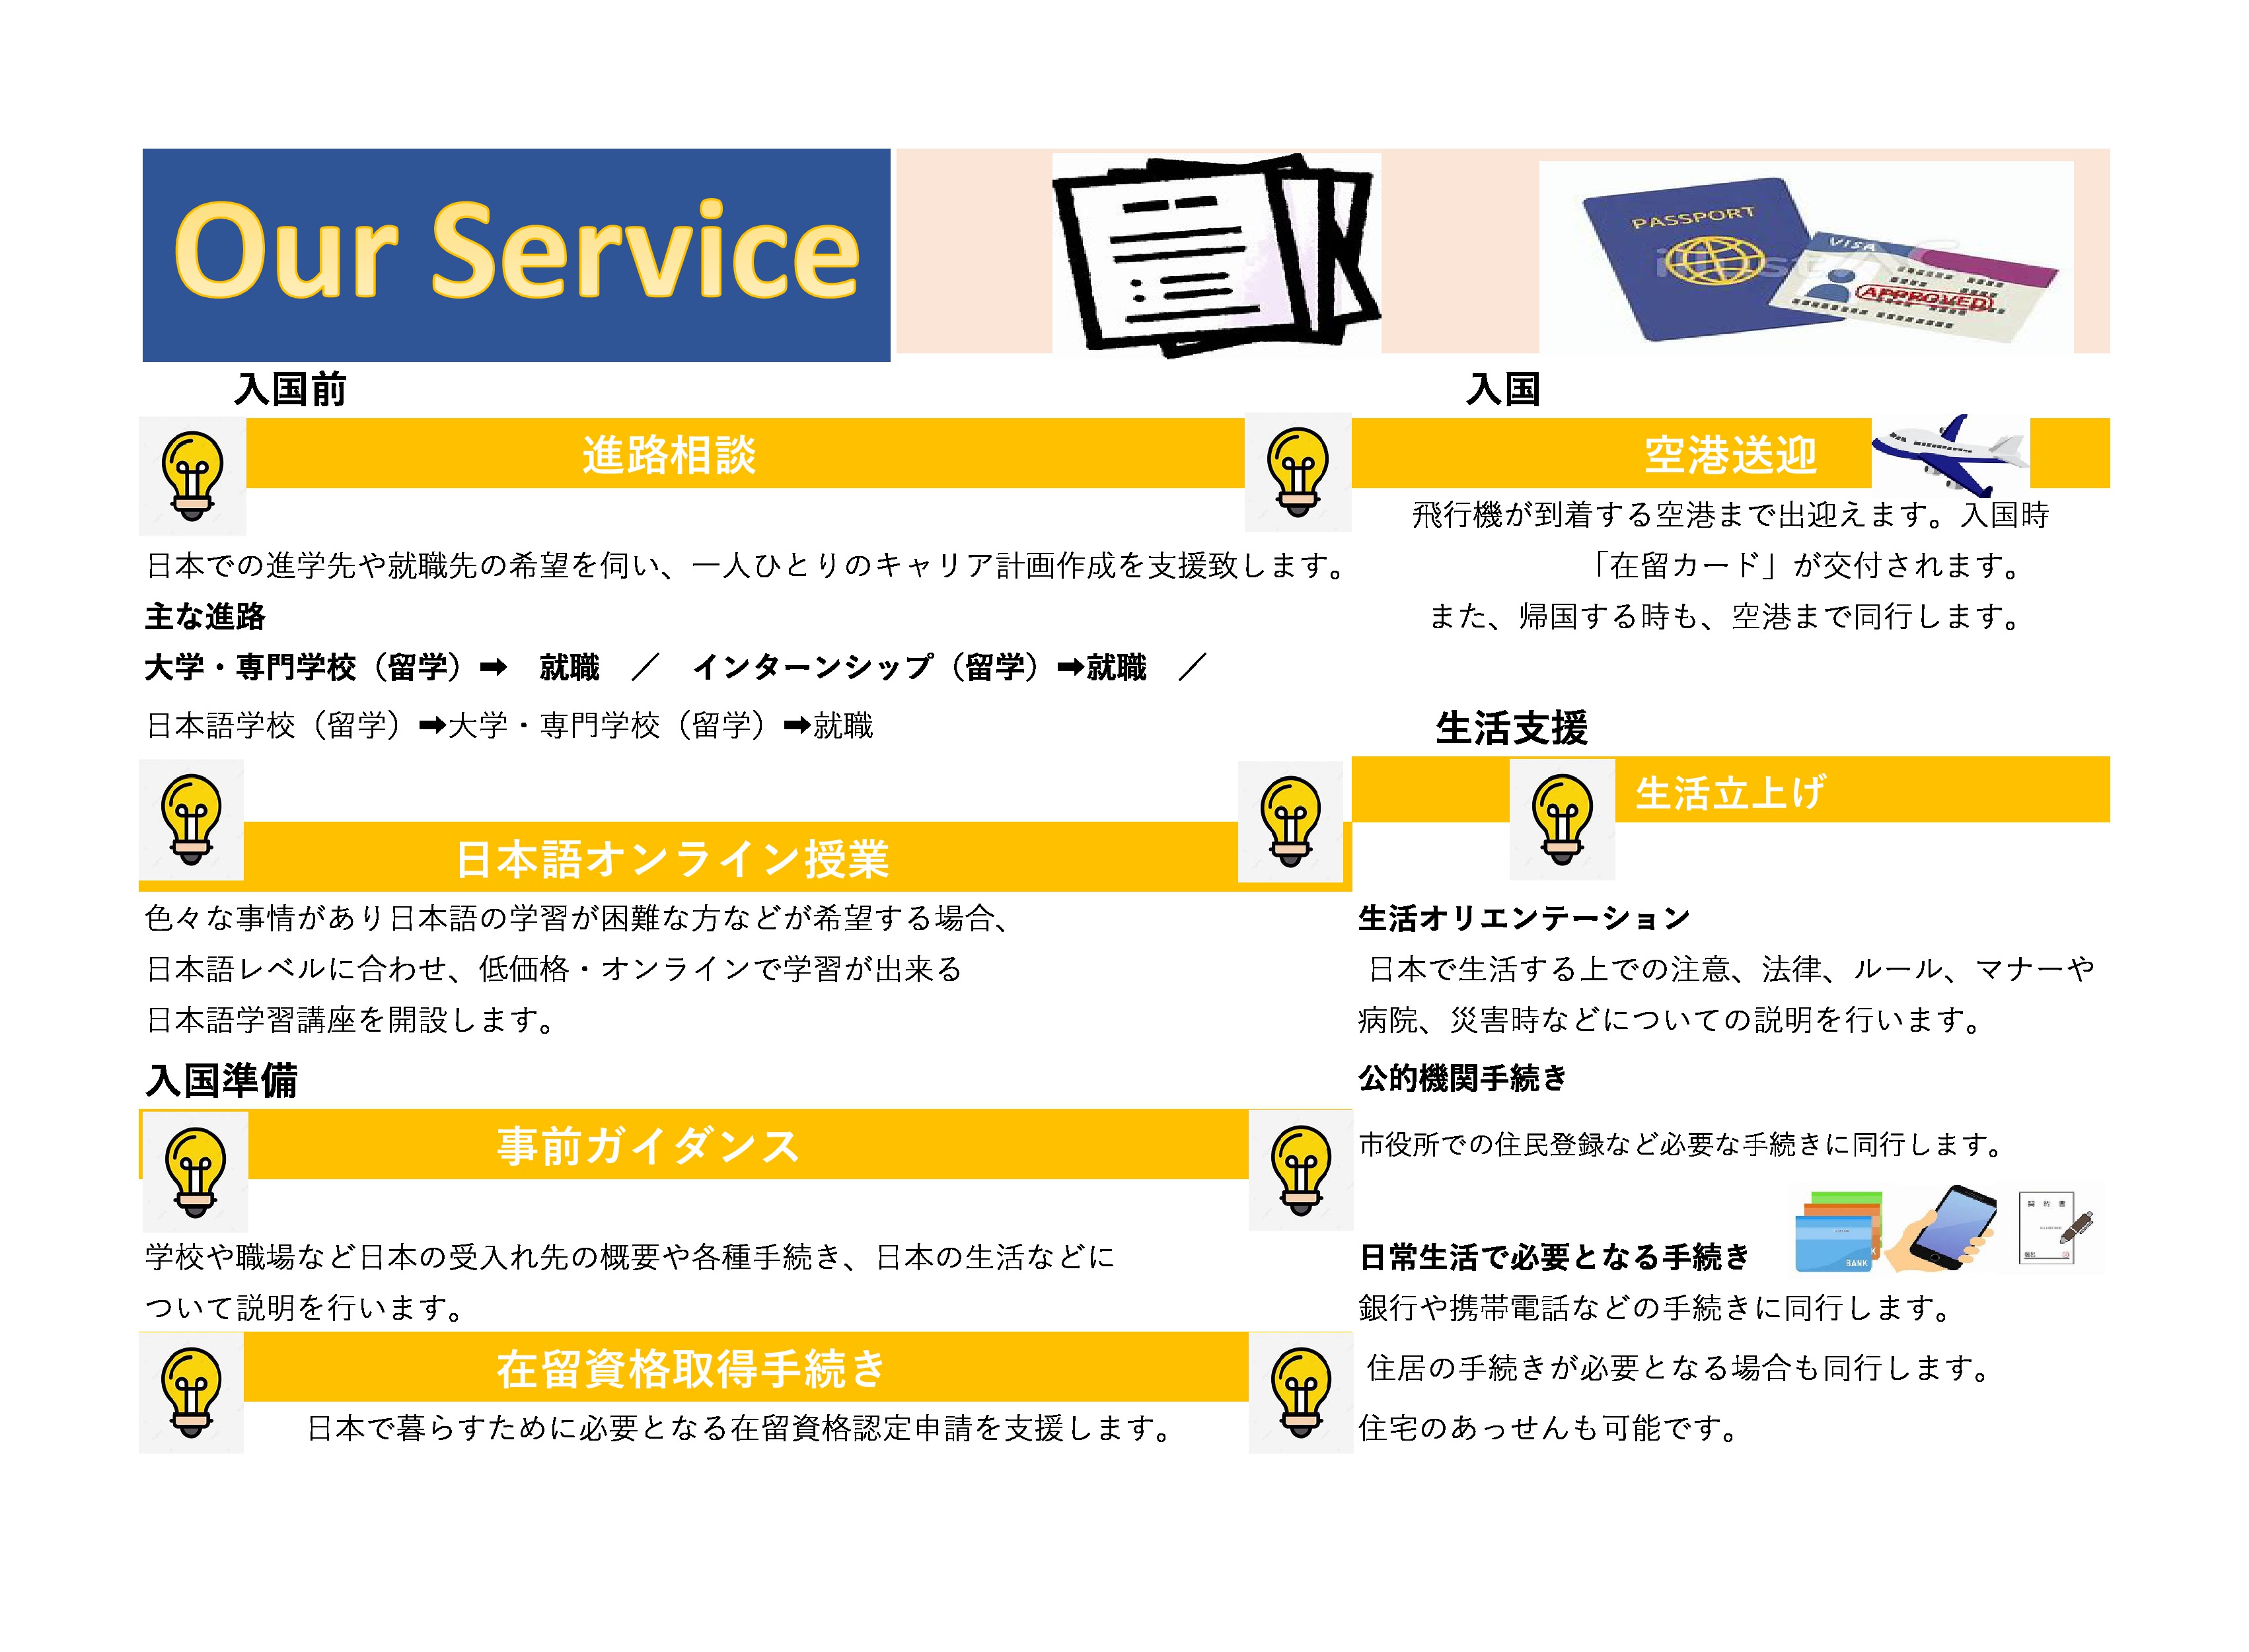 Our Service
PASSPORT
VISA
APPROVED
入国前
進路相談
日本での進学先や就職先の希望を伺い、一人ひとりのキャリア計画作成を支援致します。
主な進路
大学・専門学校（留学）➡　就職　／　インターンシップ（留学）➡就職　／
日本語学校（留学）➡大学・専門学校（留学）➡就職
日本語オンライン授業
色々な事情があり日本語の学習が困難な方などが希望する場合、
日本語レベルに合わせ、低価格・オンラインで学習が出来る
日本語学習講座を開設します。
入国準備
事前ガイダンス
学校や職場など日本の受入れ先の概要や各種手続き、日本の生活などに
ついて説明を行います。
在留資格取得手続き
日本で暮らすために必要となる在留資格認定申請を支援します。
入国
空港送迎
飛行機が到着する空港まで出迎えます。入国時
「在留カード」が交付されます。
また、帰国する時も、空港まで同行します。
生活支援
生活立上げ
生活オリエンテーション
日本で生活する上での注意、法律、ルール、マナーや
病院、災害時などについての説明を行います。
公的機関手続き
市役所での住民登録など必要な手続きに同行します。
BANK
契約書
日常生活で必要となる手続き
銀行や携帯電話などの手続きに同行します。
住居の手続きが必要となる場合も同行します。
住宅のあっせんも可能です。